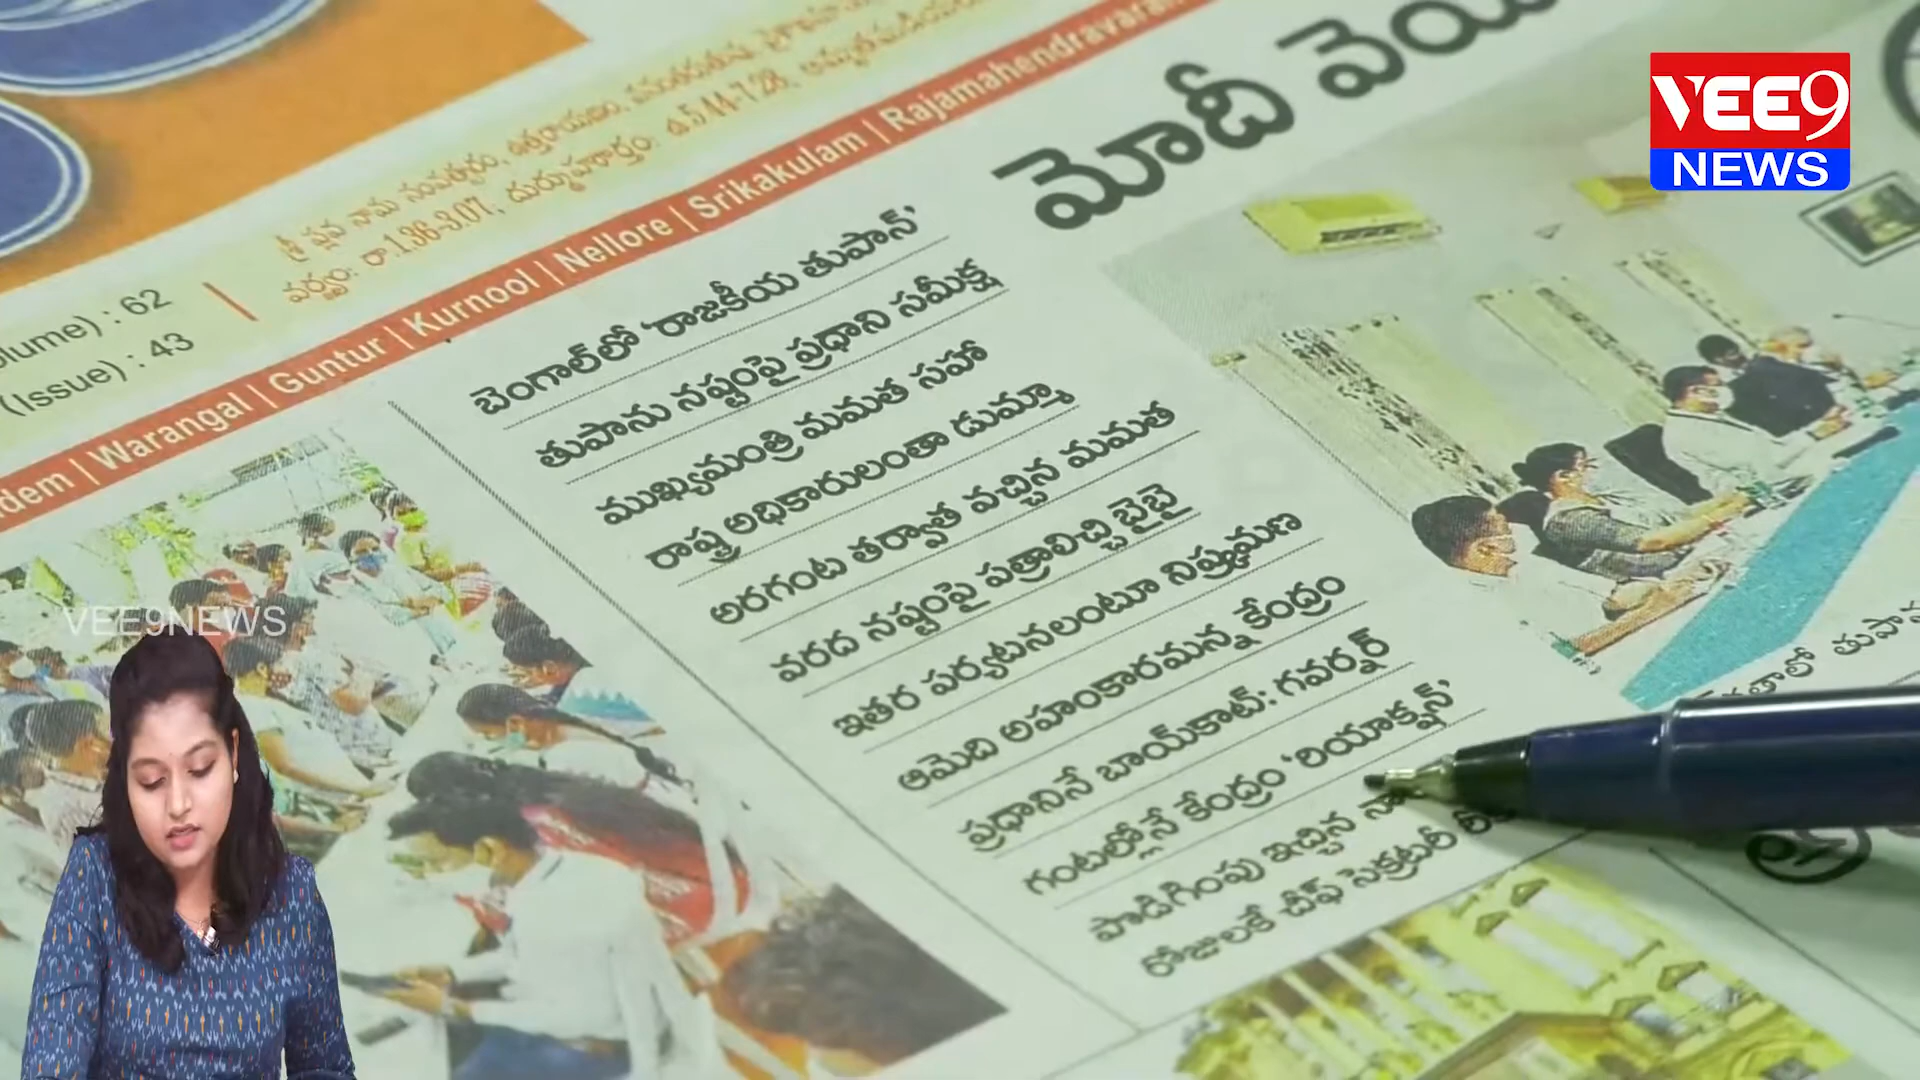 VEE9
NEWS
VEE9NEWS
(Issue) : 43
: 62
dem | Warangal | Guntur | Kurnool | Nellore | Srikakulam | Rajamahendravaram
మోదీ
బెంగాల్‌లో ‘రాజకీయ తుపాన్’
తుపాను నష్టంపై ప్రధాని సమీక్ష
ముఖ్యమంత్రి మమత సహా
రాష్ట్ర అధికారులంతా డుమ్మా
అరగంట తర్వాత వచ్చిన మమత
వరద నష్టంపై పత్రాలిచ్చి బైబై
ఇతర పర్యటనలంటూ నిష్క్రమణ
ఆమెది అహంకారమన్న కేంద్రం
ప్రధానినే బాయ్‌కాట్: గవర్నర్
గంటల్లోనే కేంద్రం ‘రియాక్షన్’
పొడిగింపు ఇచ్చిన
రోజులకే చీఫ్ సెక్రటరీ